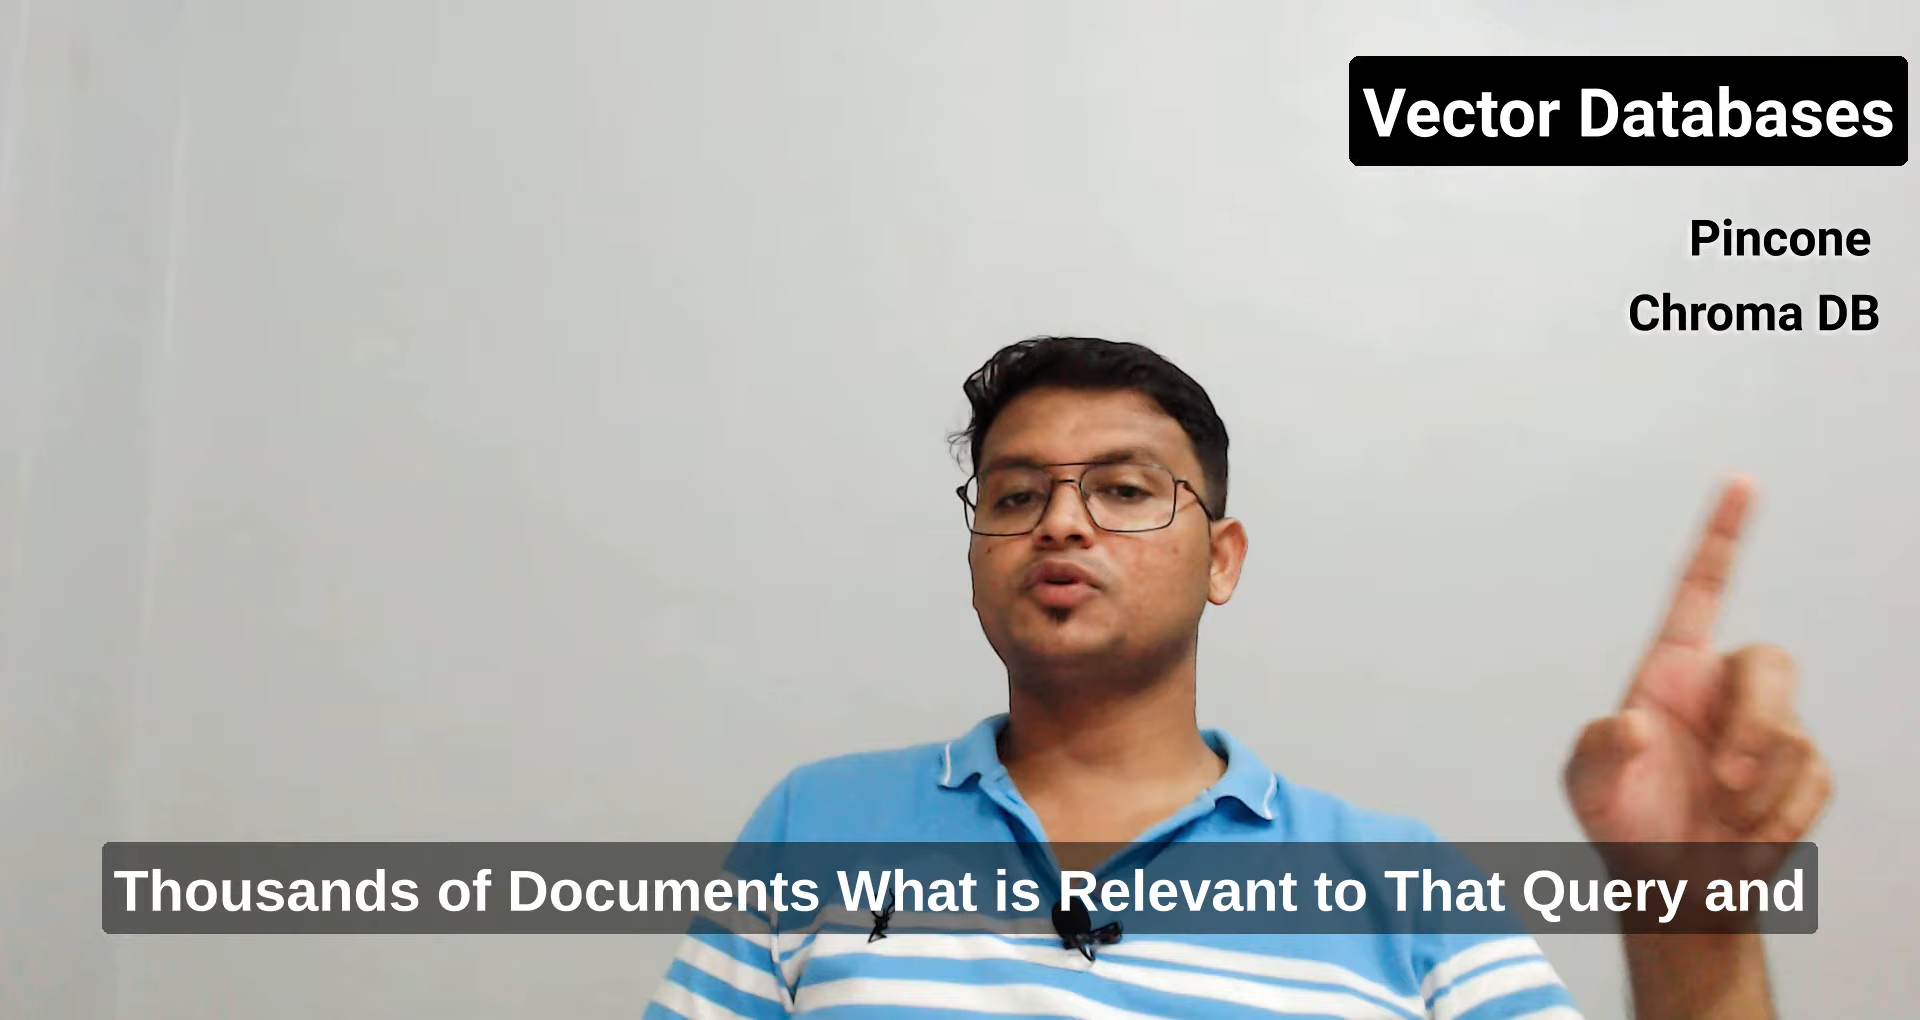 Vector Databases
Pincone
Chroma DB
Thousands of Documents What is Relevant to That Query and